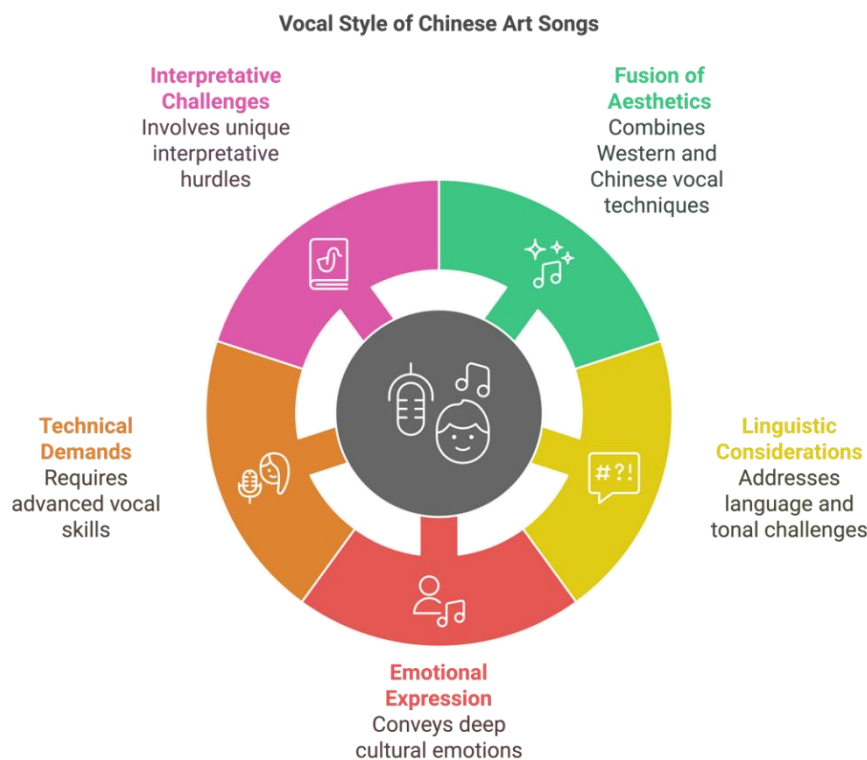 Vocal Style of Chinese Art Songs
Interpretative
Challenges
Involves unique
interpretative
hurdles
Fusion of
Aesthetics
Combines
Western and
Chinese vocal
techniques
Technical
Demands
Requires
advanced vocal
skills
#?!
Linguistic
Considerations
Addresses
language and
tonal challenges
Emotional
Expression
Conveys deep
cultural emotions